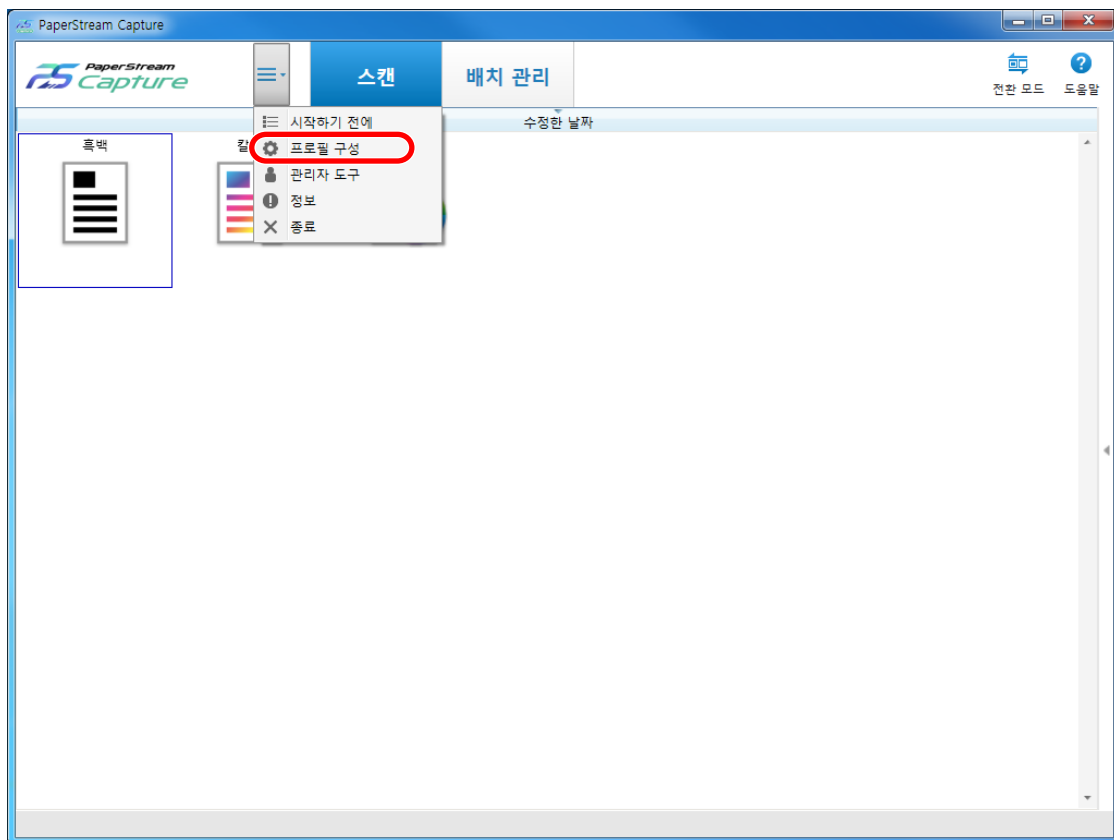 PaperStream Capture
PaperStream
Capture
스캔
배치 관리
전환 모드
도움말
수정한 날짜
시작하기 전에
프로필 구성
관리자 도구
정보
종료
흑백